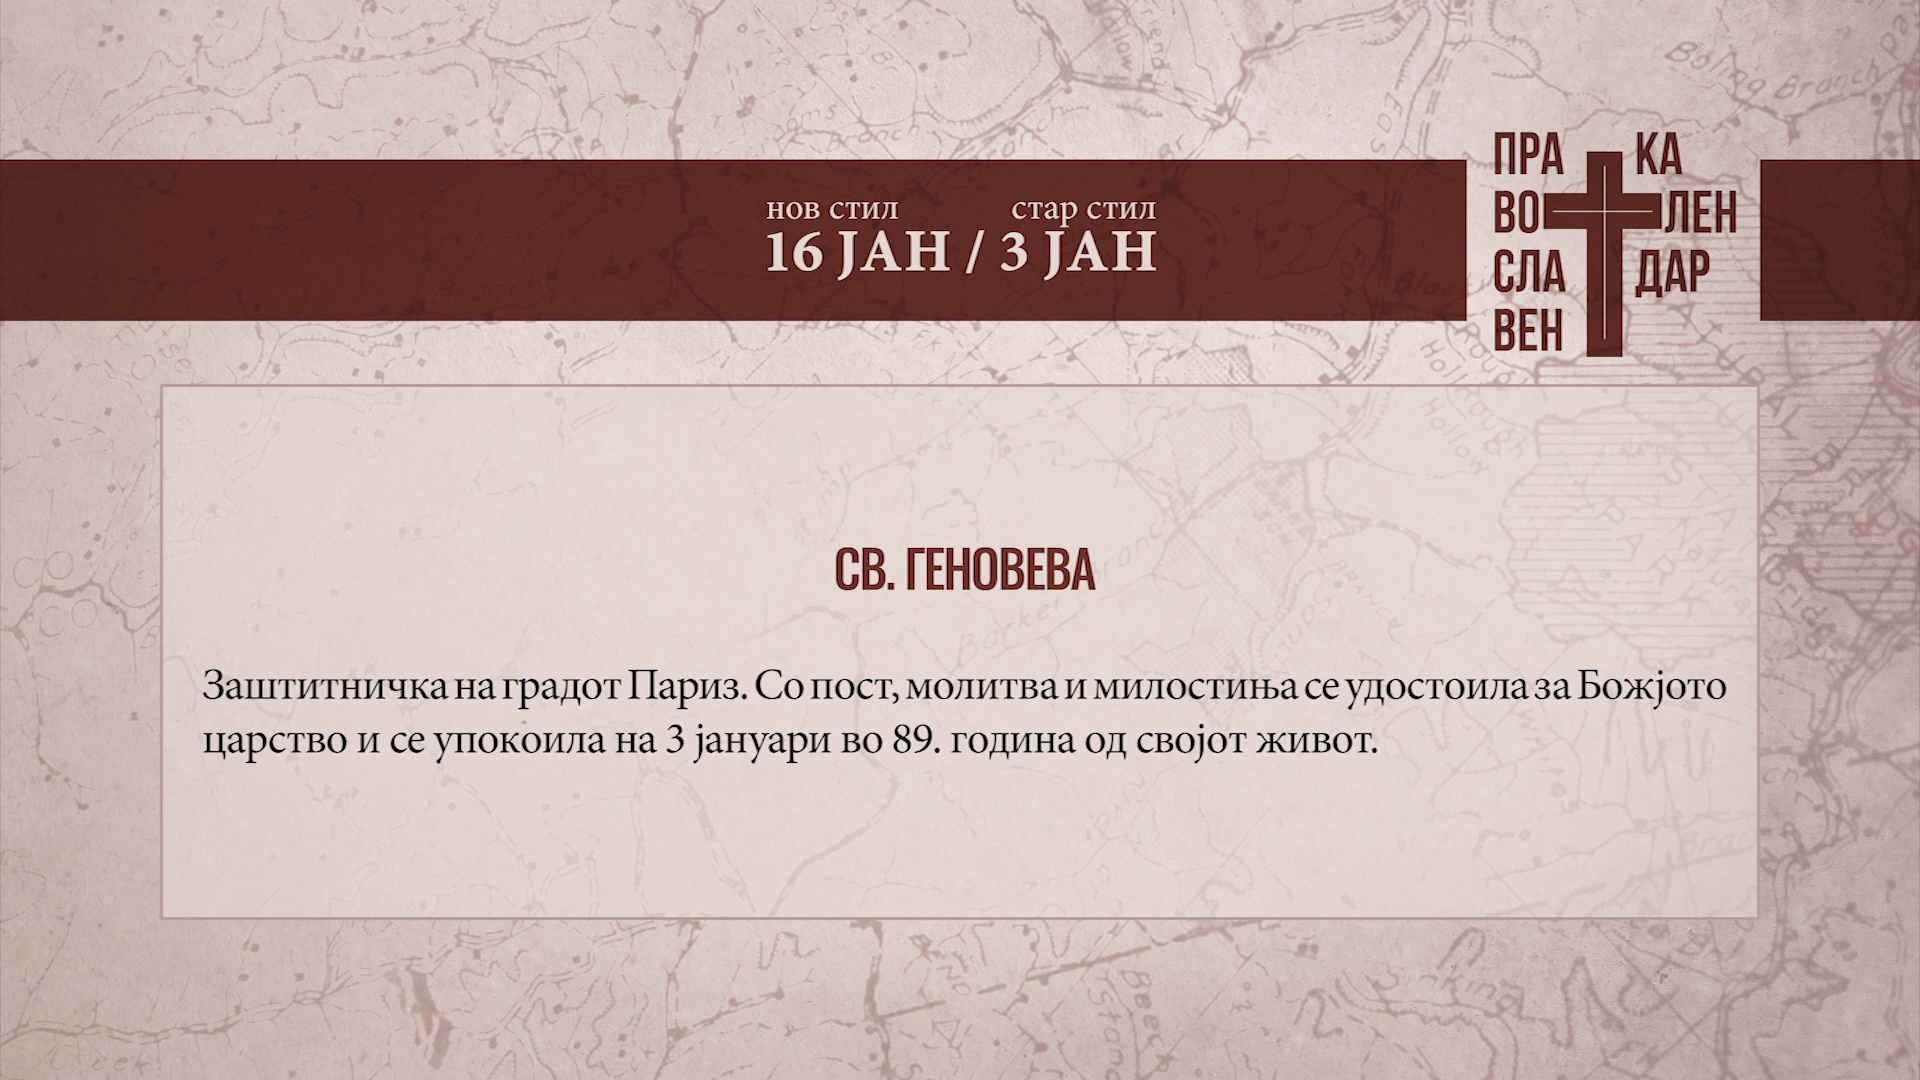 нов стил стар стил
16 ЈАН / 3 ЈАН
ПРА КА
ВО ЛЕН
СЛА ДАР
ВЕН
СВ. ГЕНОВЕВА
Заштитничка на градот Париз. Со пост, молитва и милостиња се удостоила за Божјото
царство и се упокоила на 3 јануари во 89. година од својот живот.